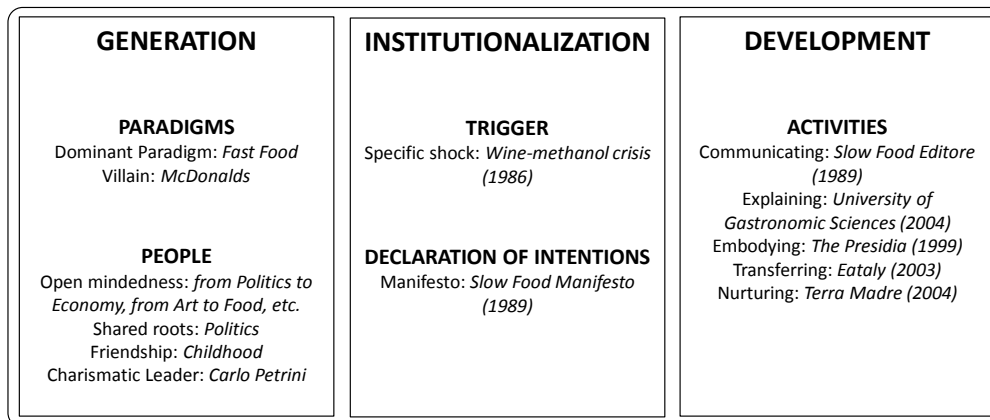 GENERATION
PARADIGMS
Dominant Paradigm: Fast Food
Villain: McDonalds
PEOPLE
Open mindedness: from Politics to
Economy, from Art to Food, etc.
Shared roots: Politics
Friendship: Childhood
Charismatic Leader: Carlo Petrini
INSTITUTIONALIZATION
TRIGGER
Specific shock: Wine-methanol crisis
(1986)
DECLARATION OF INTENTIONS
Manifesto: Slow Food Manifesto
(1989)
DEVELOPMENT
ACTIVITIES
Communicating: Slow Food Editore
(1989)
Explaining: University of
Gastronomic Sciences (2004)
Embodying: The Presidia (1999)
Transferring: Eataly (2003)
Nurturing: Terra Madre (2004)